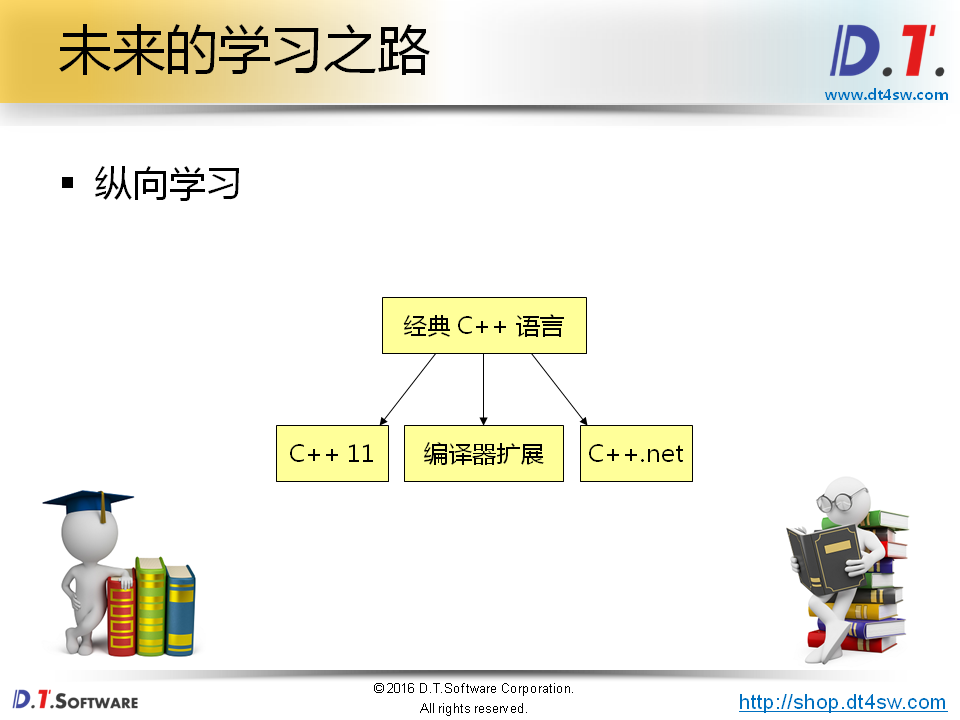 未来的学习之路
D.T.
www.dt4sw.com
▪ 纵向学习
经典 C++ 语言
C++ 11
编译器扩展
C++.net
D.T.SOFTWARE
©2016 D.T.Software Corporation.
All rights reserved.
http://shop.dt4sw.com